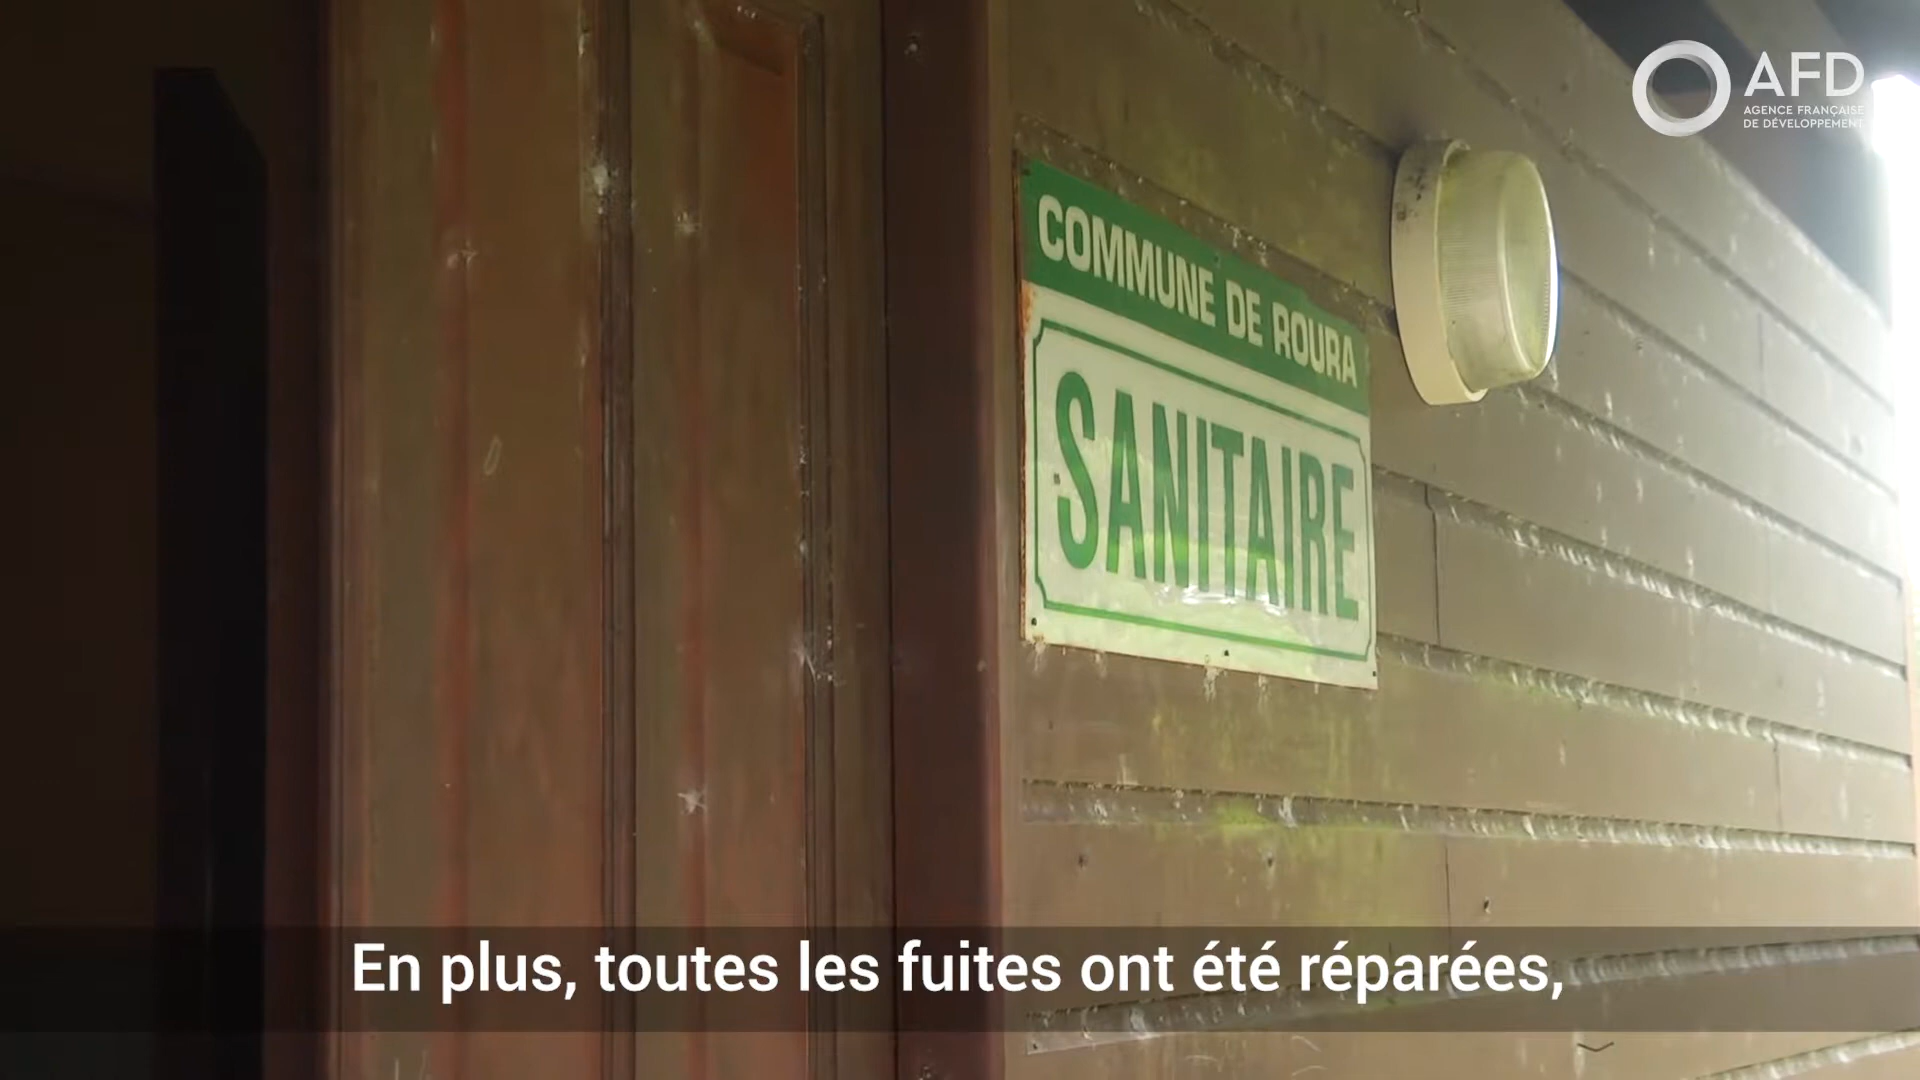 AFD
AGENCE FRANÇAISE
DE DÉVELOPPEMENT
COMMUNE DE ROURA
SANITAIRE
En plus, toutes les fuites ont été réparées,